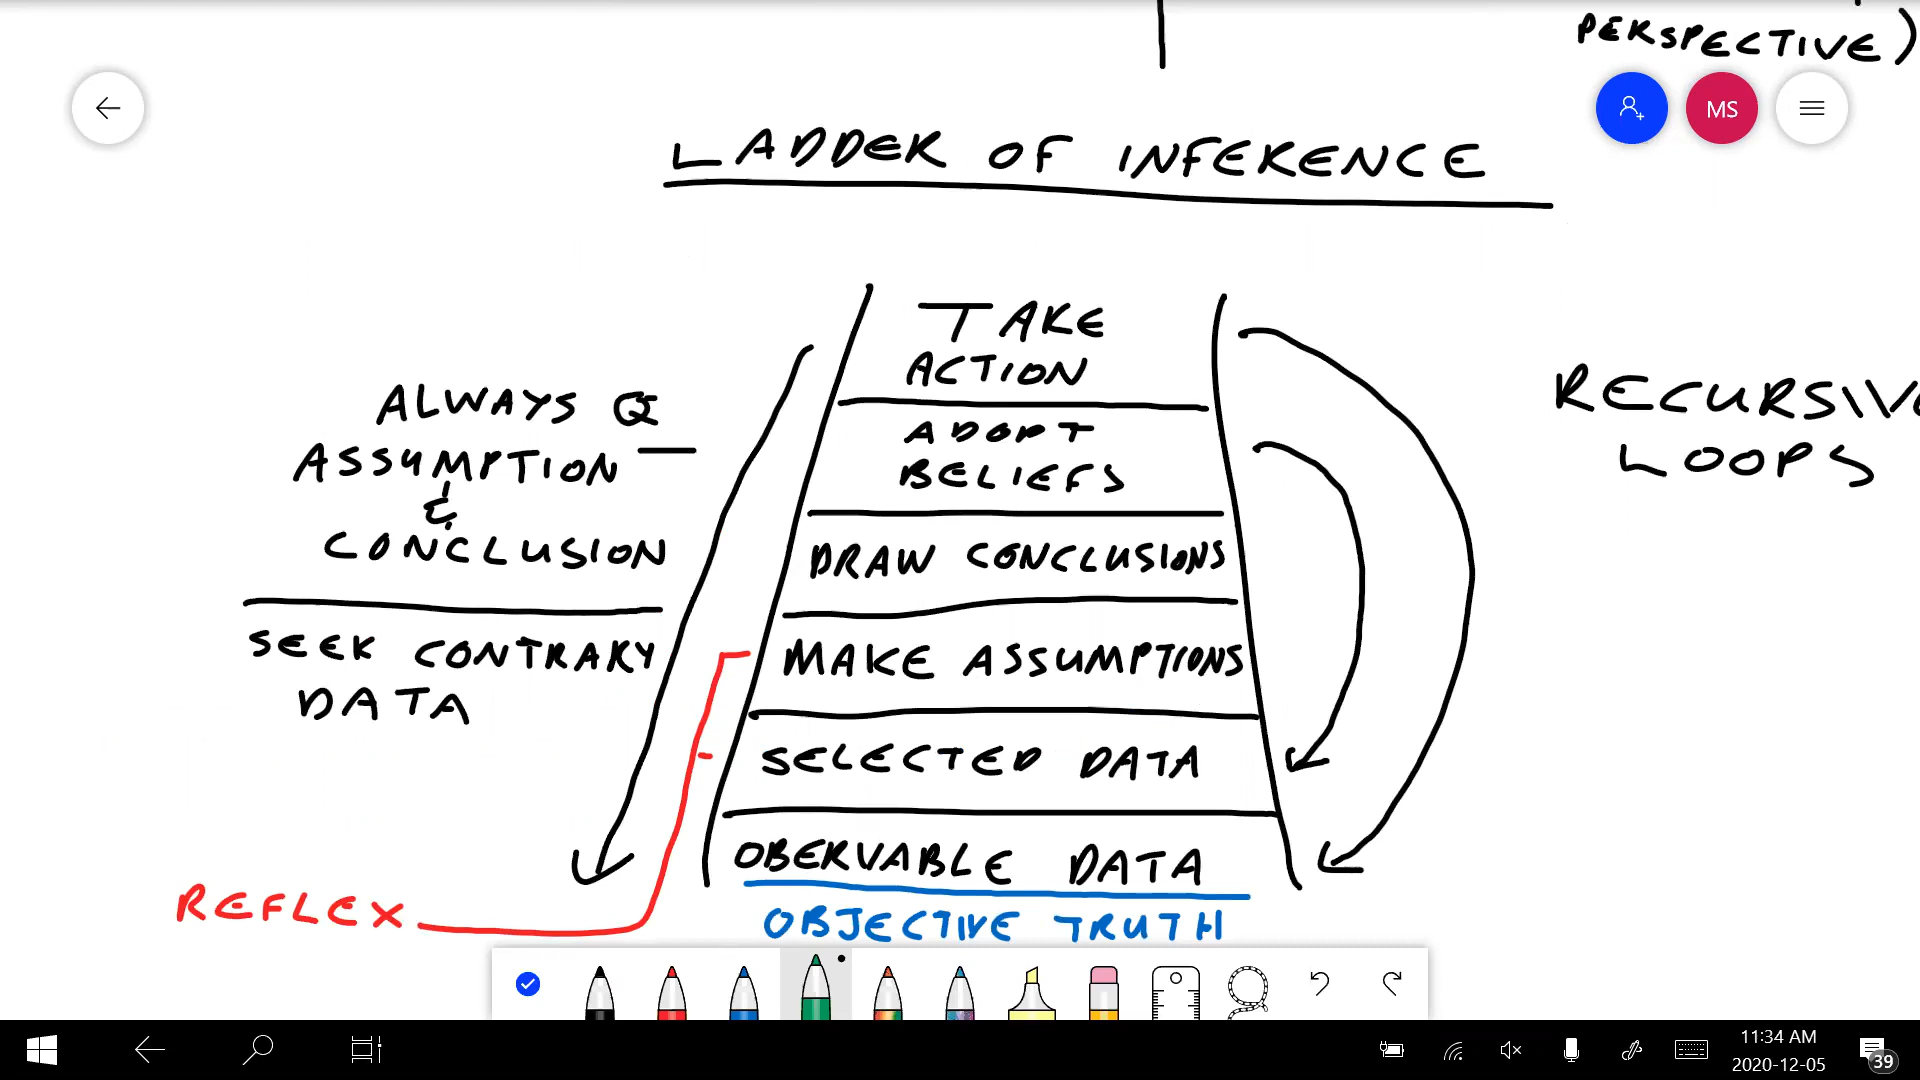 PERSPECTIVE)
MS
LADDER OF INFERENCE
TAKE
ACTION
ADOPT
BELIEFS
DRAW CONCLUSIONS
MAKE ASSUMPTIONS
SELECTED DATA
OBERVABLE DATA
OBJECTIVE TRUTH
ALWAYS Q
ASSUMPTION
&
CONCLUSION
SEEK CONTRARY
DATA
REFLEX
RECURSIV
LOOPS
11:34 AM
2020-12-05
39